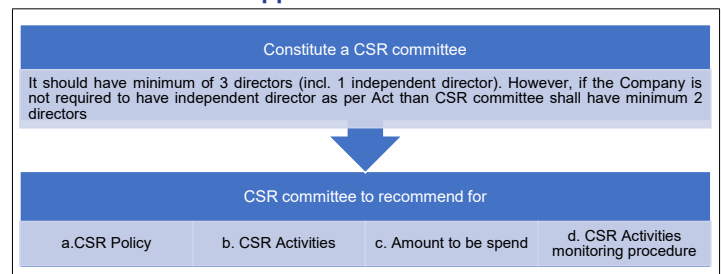 Constitute a CSR committee
It should have minimum of 3 directors (incl. 1 independent director). However, if the Company is
not required to have independent director as per Act than CSR committee shall have minimum 2
directors
CSR committee to recommend for
a.CSR Policy
b. CSR Activities
c. Amount to be spend
d. CSR Activities
monitoring procedure